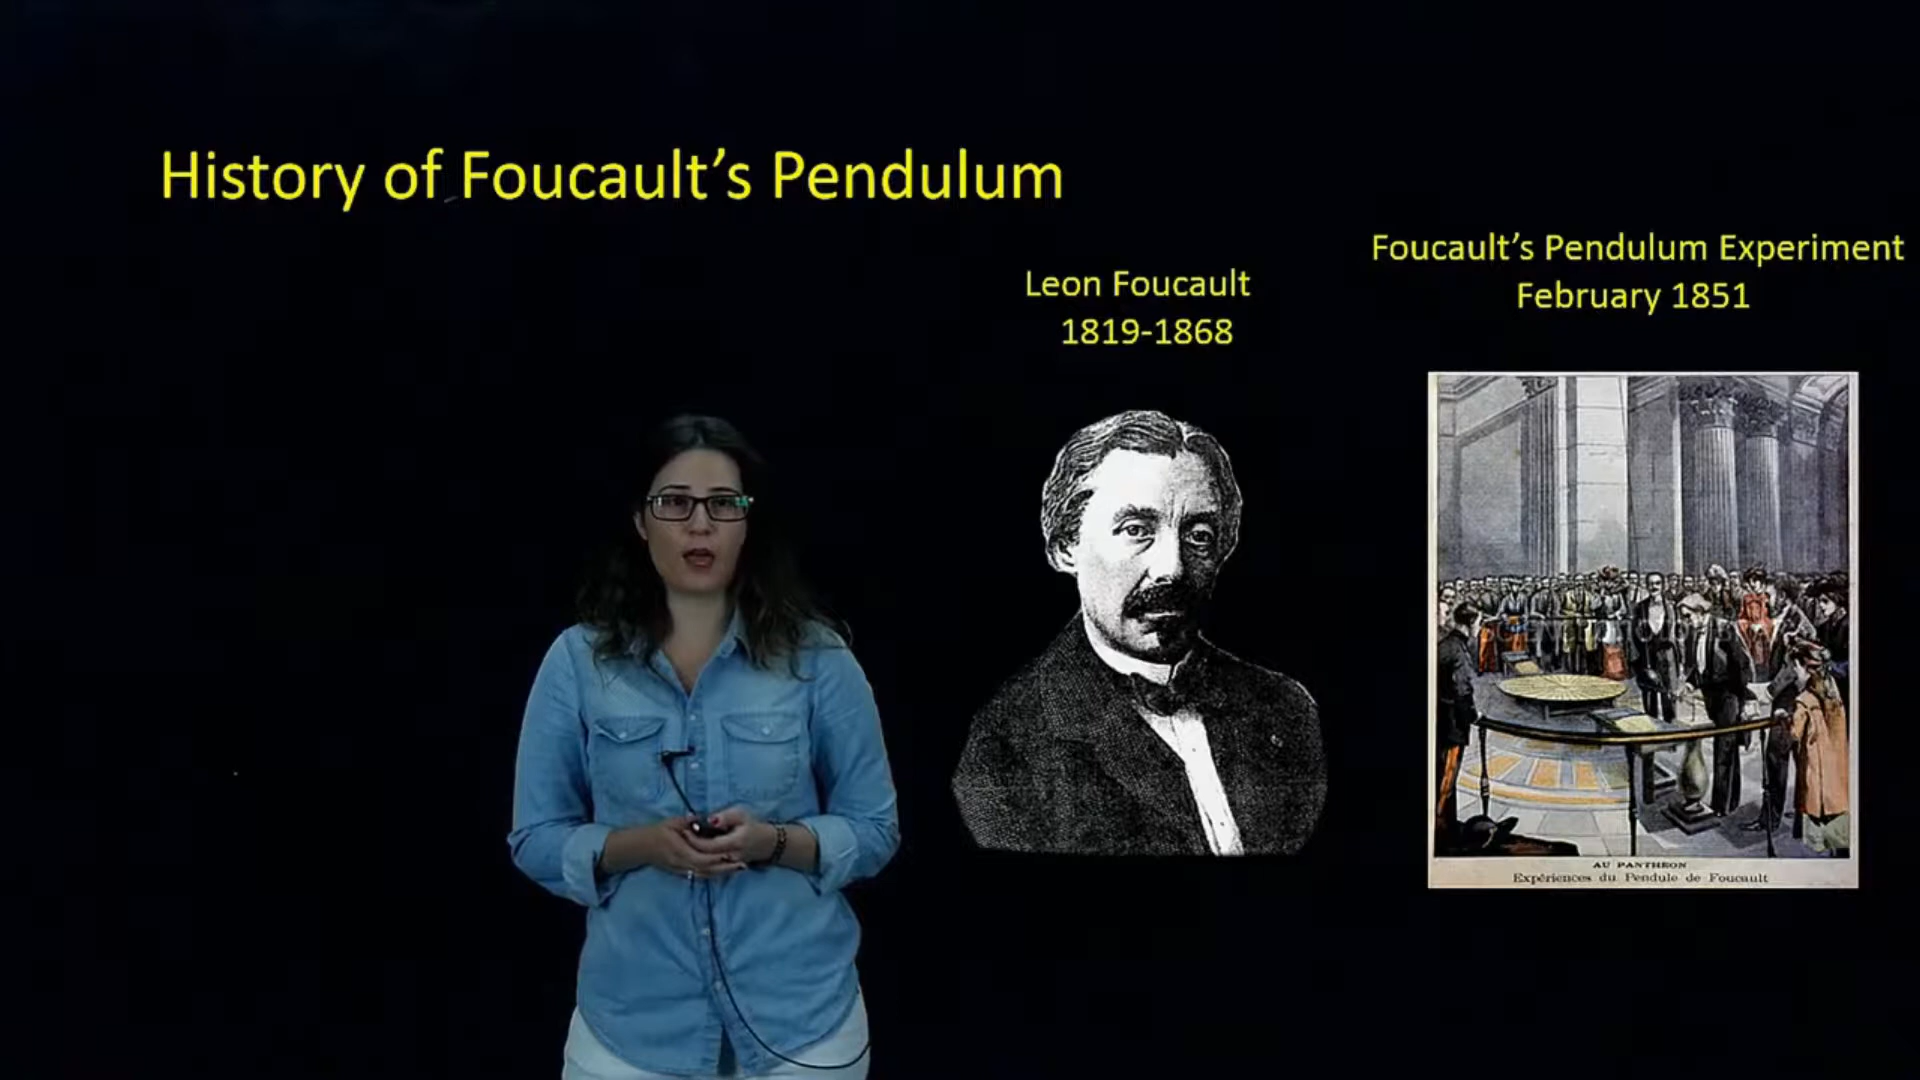 History of Foucault’s Pendulum
Leon Foucault
1819-1868
Foucault’s Pendulum Experiment
February 1851
AU PANTHEON
Expériences du Pendule de Foucault